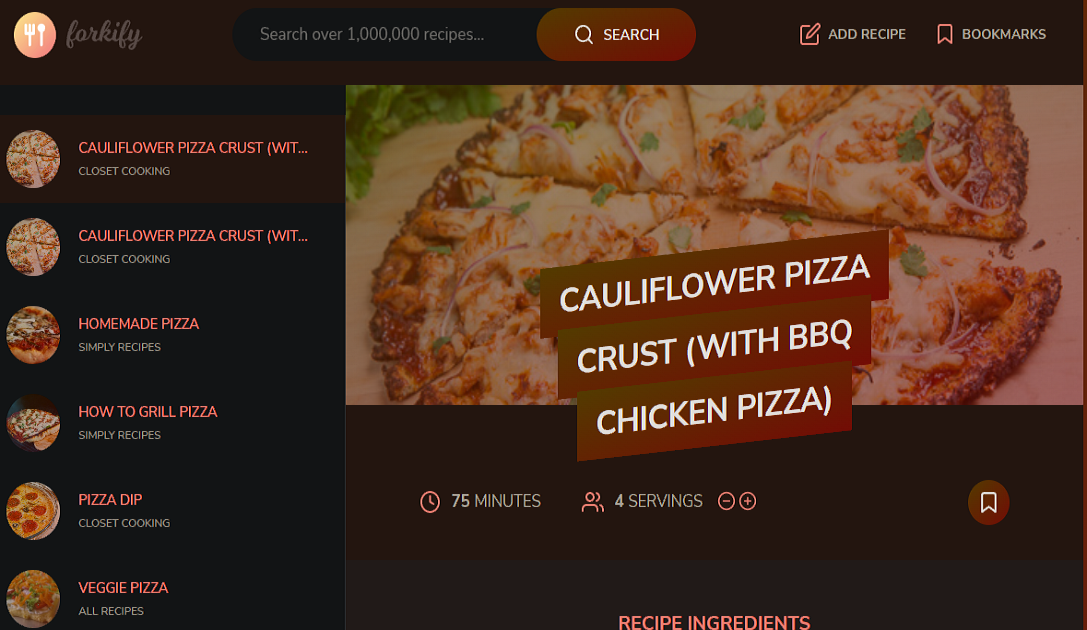 forkify
Search over 1,000,000 recipes...
SEARCH
ADD RECIPE
BOOKMARKS
CAULIFLOWER PIZZA CRUST (WIT...
CLOSET COOKING
CAULIFLOWER PIZZA CRUST (WIT...
CLOSET COOKING
HOMEMADE PIZZA
SIMPLY RECIPES
HOW TO GRILL PIZZA
SIMPLY RECIPES
PIZZA DIP
CLOSET COOKING
VEGGIE PIZZA
ALL RECIPES
CAULIFLOWER PIZZA
CRUST (WITH BBQ
CHICKEN PIZZA)
75 MINUTES
4 SERVINGS
RECIPE INGREDIENTS